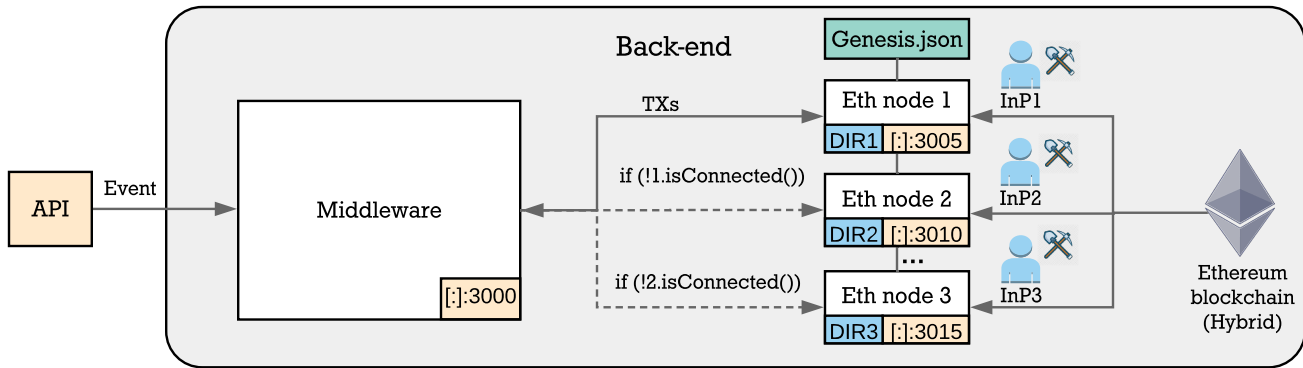 Back-end
Genesis.json
API
Event
Middleware
[:]:3000
TXs
if (!1.isConnected())
if (!2.isConnected())
Eth node 1
DIR1 [:]:3005
Eth node 2
DIR2 [:]:3010
...
Eth node 3
DIR3 [:]:3015
InP1
InP2
InP3
Ethereum
blockchain
(Hybrid)